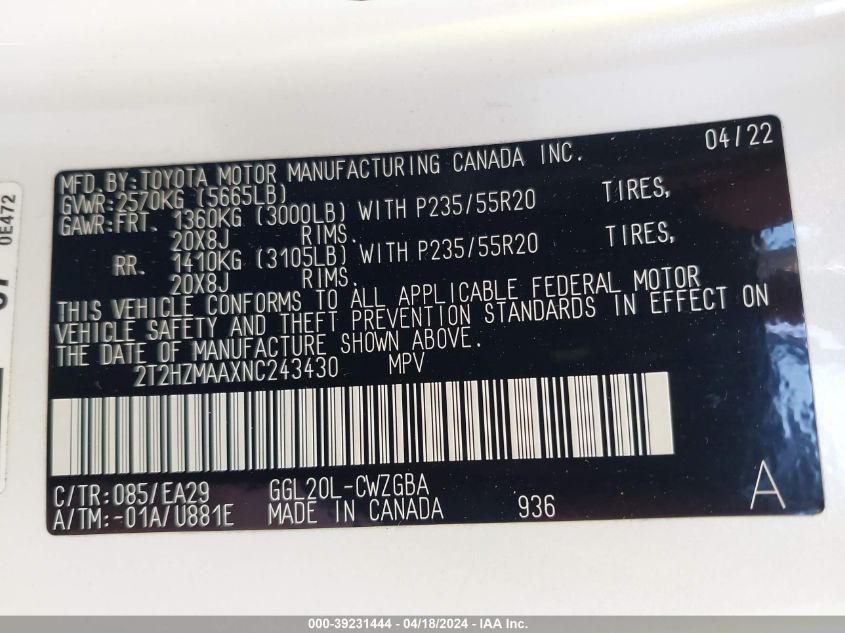 MFD.BY:TOYOTA MOTOR MANUFACTURING CANADA INC. 04/22
GVWR:2570KG (5665LB)
GAWR:FRT. 1360KG (3000LB) WITH P235/55R20 TIRES,
20X8J RIMS.
RR. 1410KG (3105LB) WITH P235/55R20 TIRES,
20X8J RIMS.
THIS VEHICLE CONFORMS TO ALL APPLICABLE FEDERAL MOTOR
VEHICLE SAFETY AND THEFT PREVENTION STANDARDS IN EFFECT ON
THE DATE OF MANUFACTURE SHOWN ABOVE.
2T2HZMAAXNC243430 MPV
C/TR:085/EA29 GGL20L-CWZGBA
A/TM:-01A/U881E MADE IN CANADA 936 A
0E472
000-39231444 / 04/18/2024 - IAA Inc.